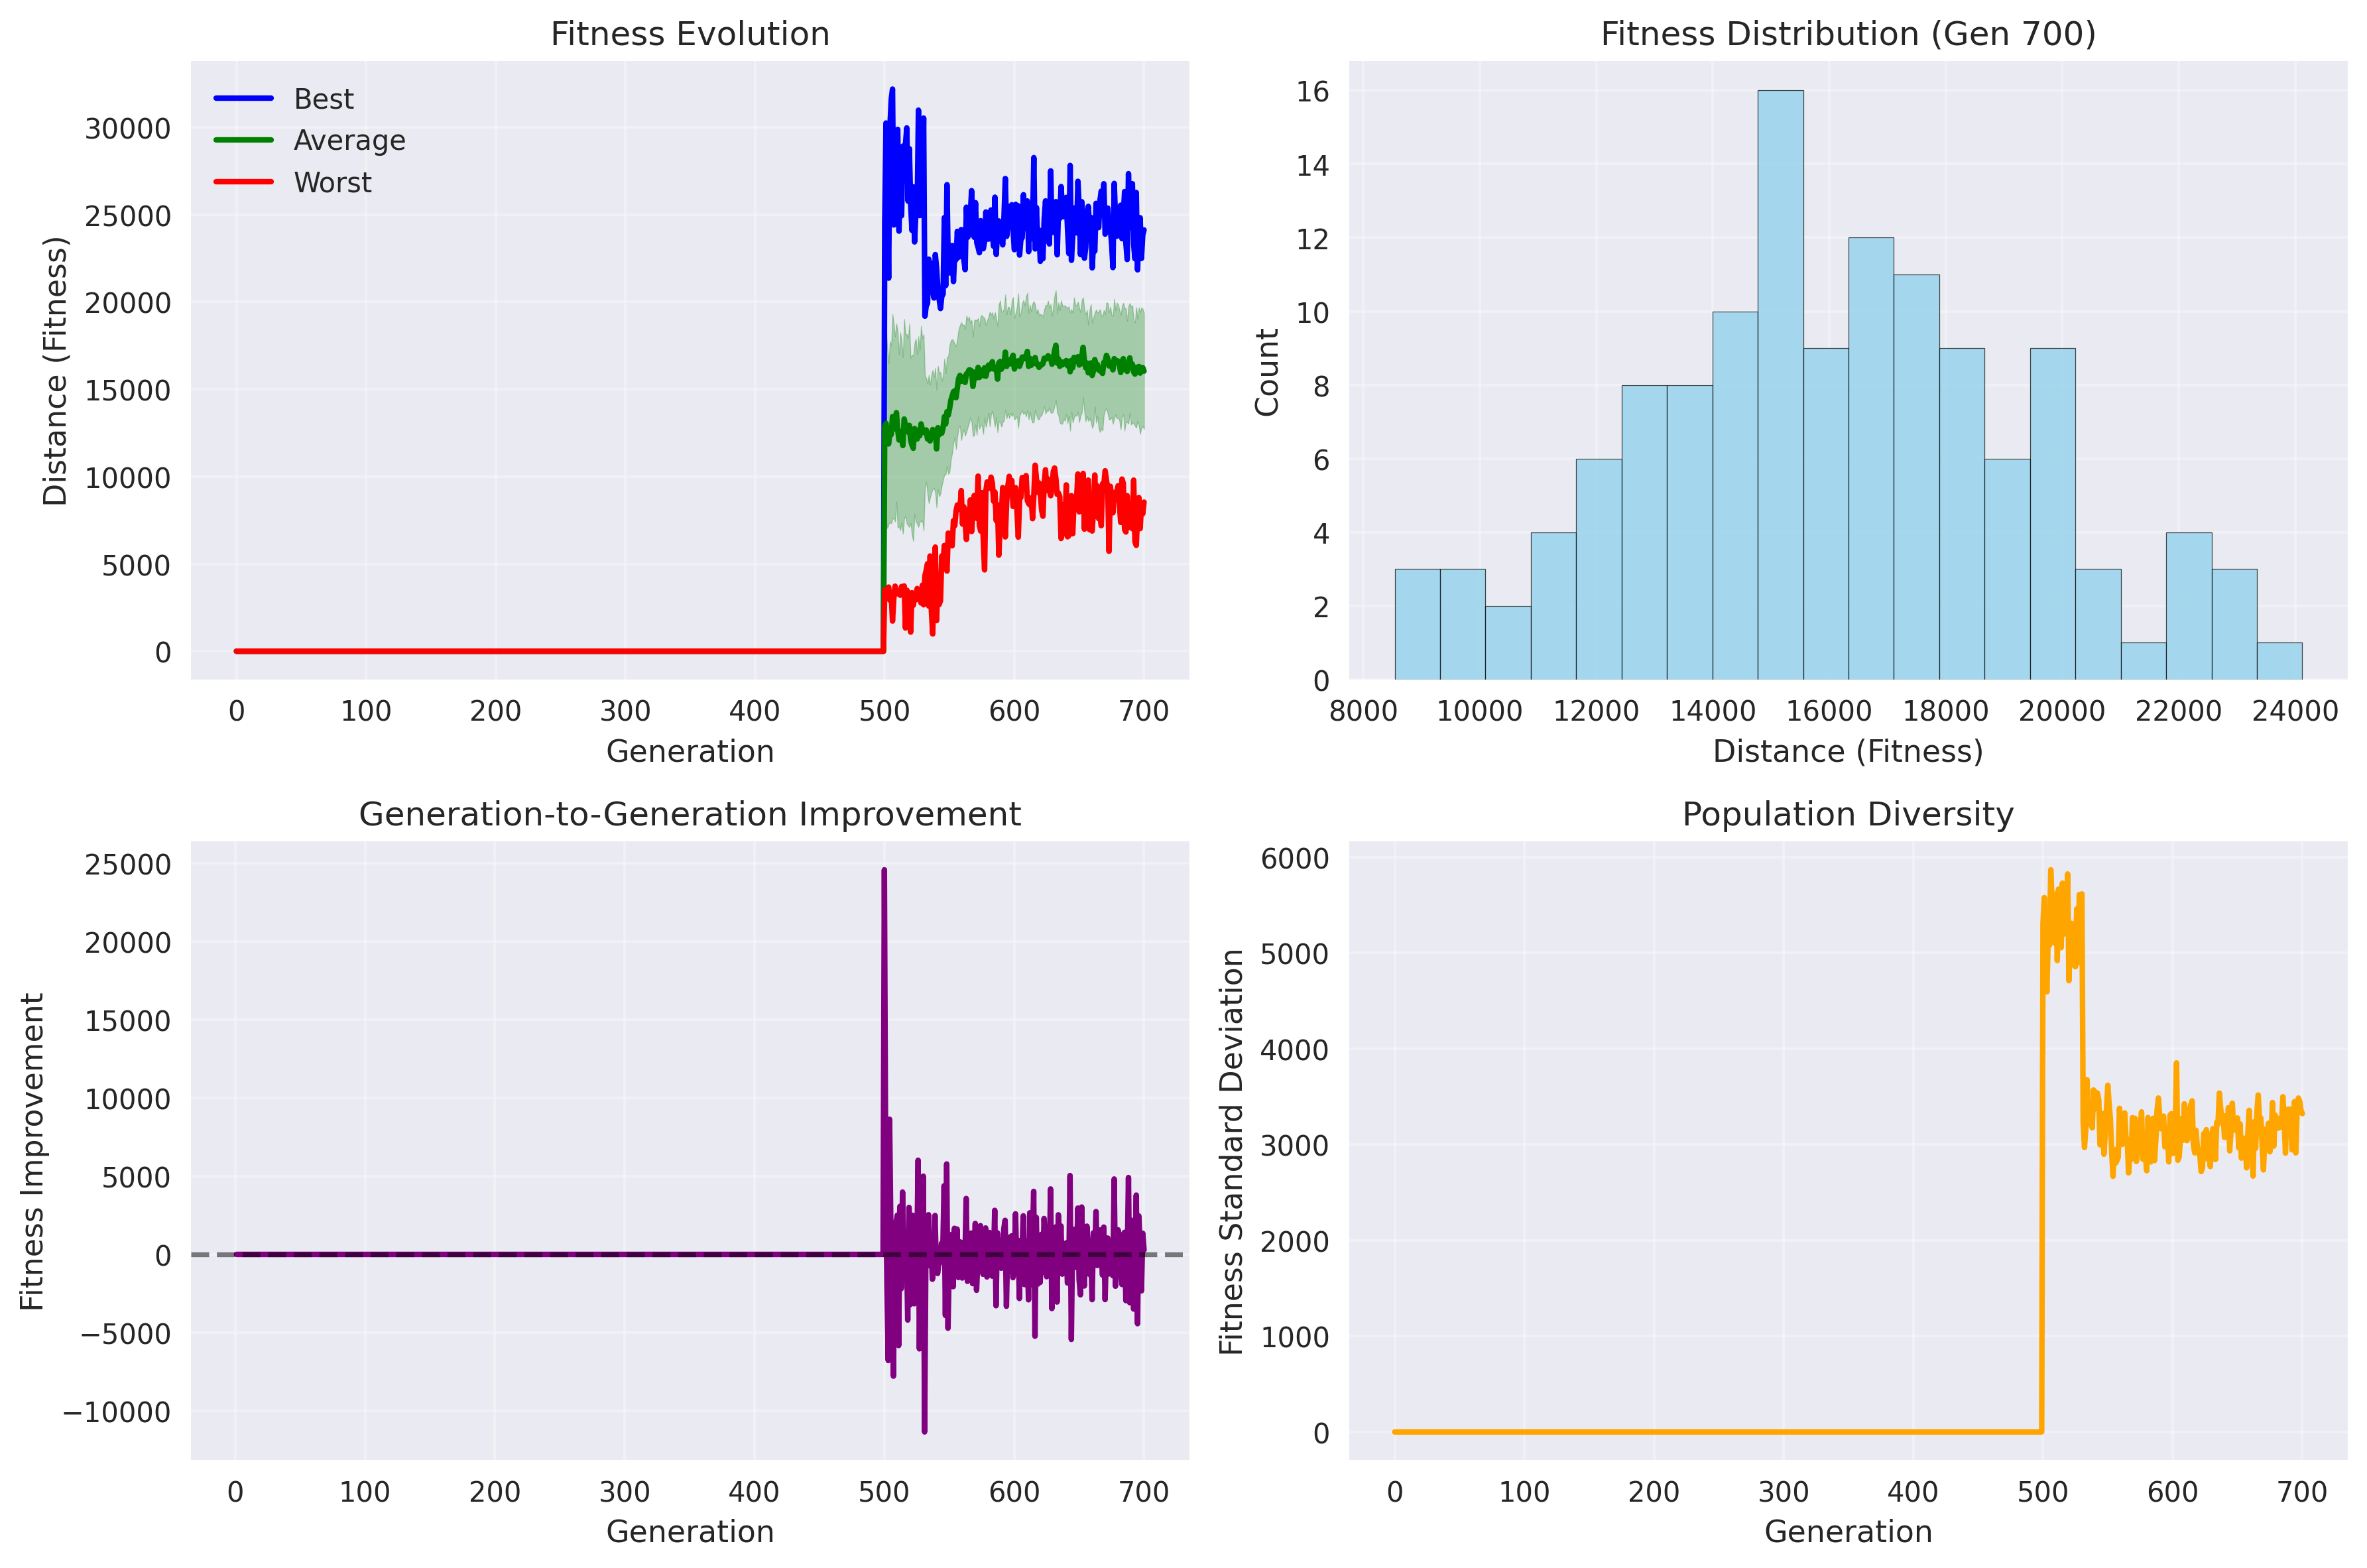 Fitness Evolution
Distance (Fitness)
30000
25000
20000
15000
10000
5000
0
Best
Average
Worst
0 100 200 300 400 500 600 700
Generation
Fitness Distribution (Gen 700)
Count
16
14
12
10
8
6
4
2
0
8000 10000 12000 14000 16000 18000 20000 22000 24000
Distance (Fitness)
Generation-to-Generation Improvement
Fitness Improvement
25000
20000
15000
10000
5000
0
−5000
−10000
0 100 200 300 400 500 600 700
Generation
Population Diversity
Fitness Standard Deviation
6000
5000
4000
3000
2000
1000
0
0 100 200 300 400 500 600 700
Generation